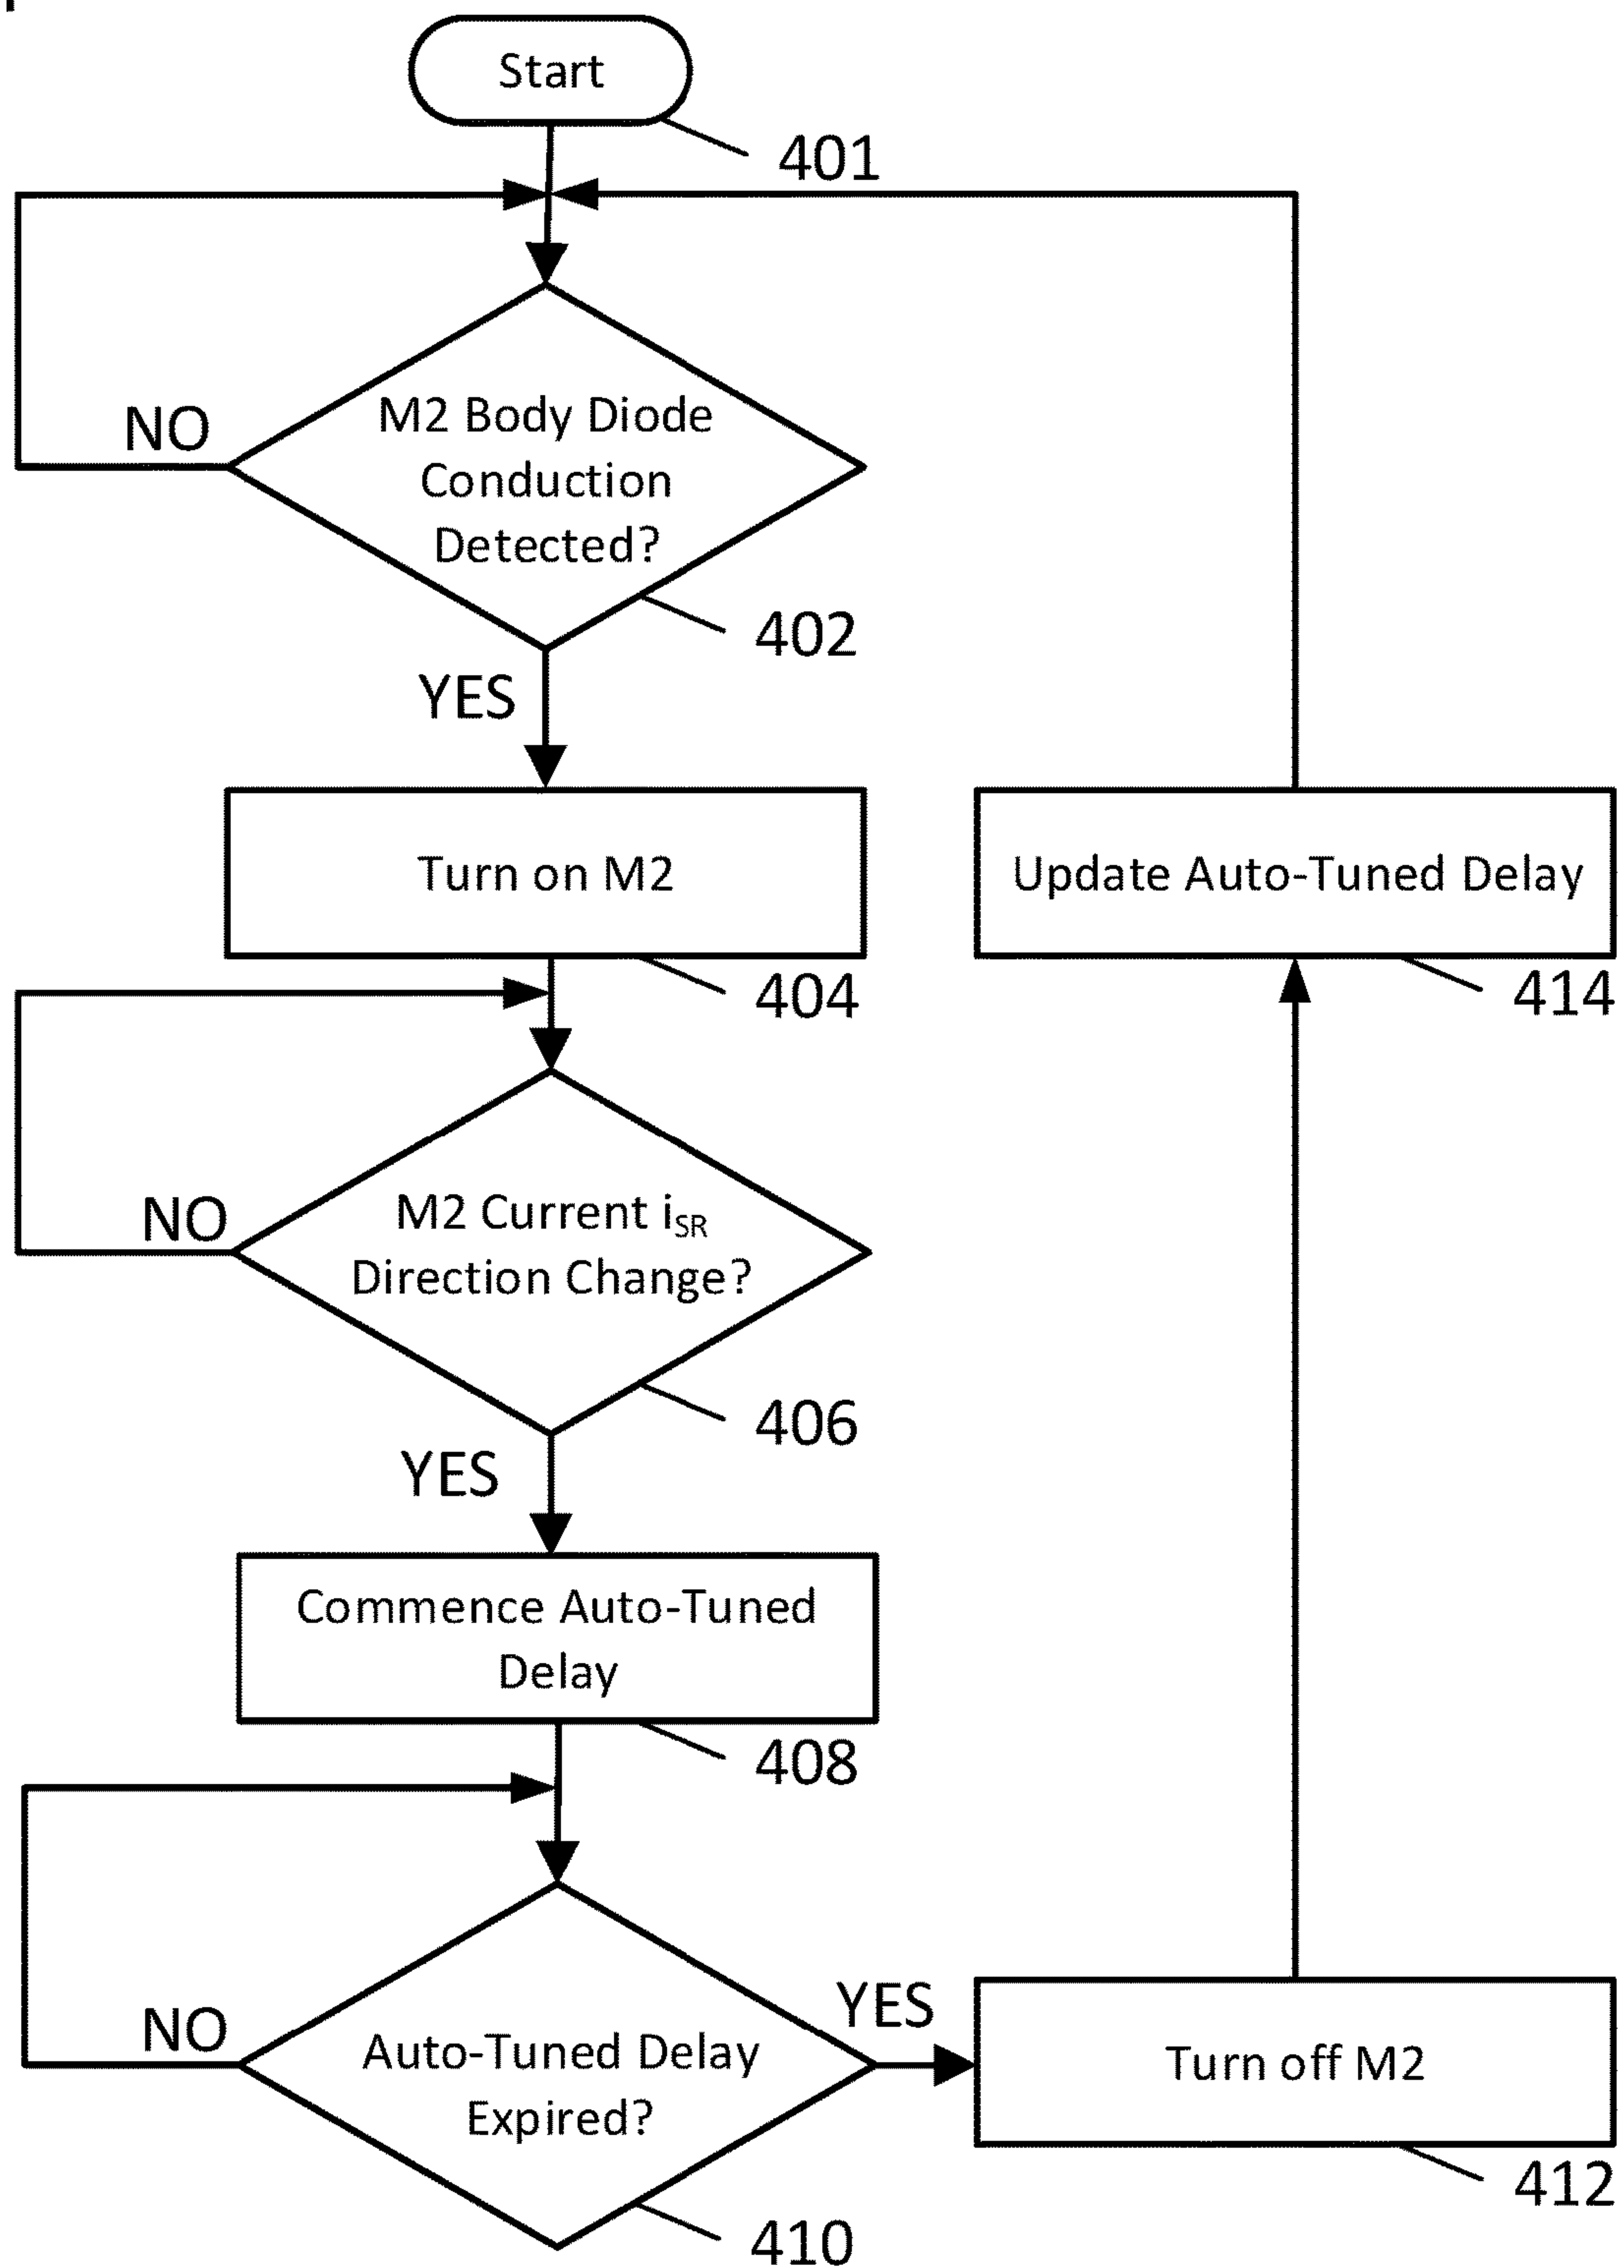 Start
401
M2 Body Diode
Conduction
Detected?
NO
402
YES
Turn on M2
404
Update Auto-Tuned Delay
414
M2 Current iSR
Direction Change?
NO
406
YES
Commence Auto-Tuned
Delay
408
Auto-Tuned Delay
Expired?
NO
YES
410
Turn off M2
412